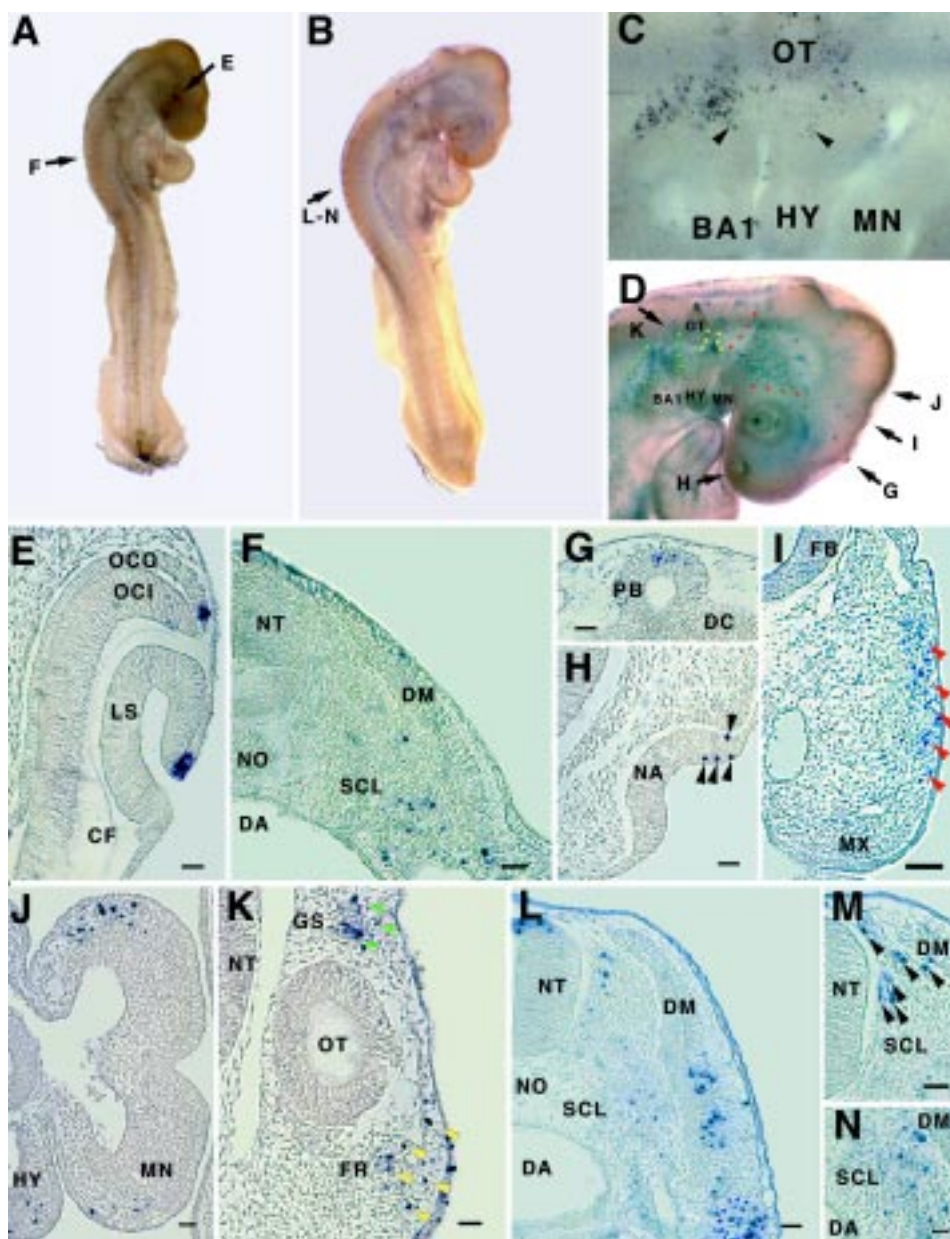 A
E
F
B
L-N
C
OT
BA1 HY MN
D
K
OT
BA1 HY MN
J
I
H
G
E
OCO
OCI
LS
CF
F
NT
DM
NO
SCL
DA
G
PB
DC
H
NA
I
FB
MX
J
HY
MN
K
GS
NT
OT
FR
L
NT
DM
NO
SCL
DA
M
DM
NT
SCL
N
DM
SCL
DA